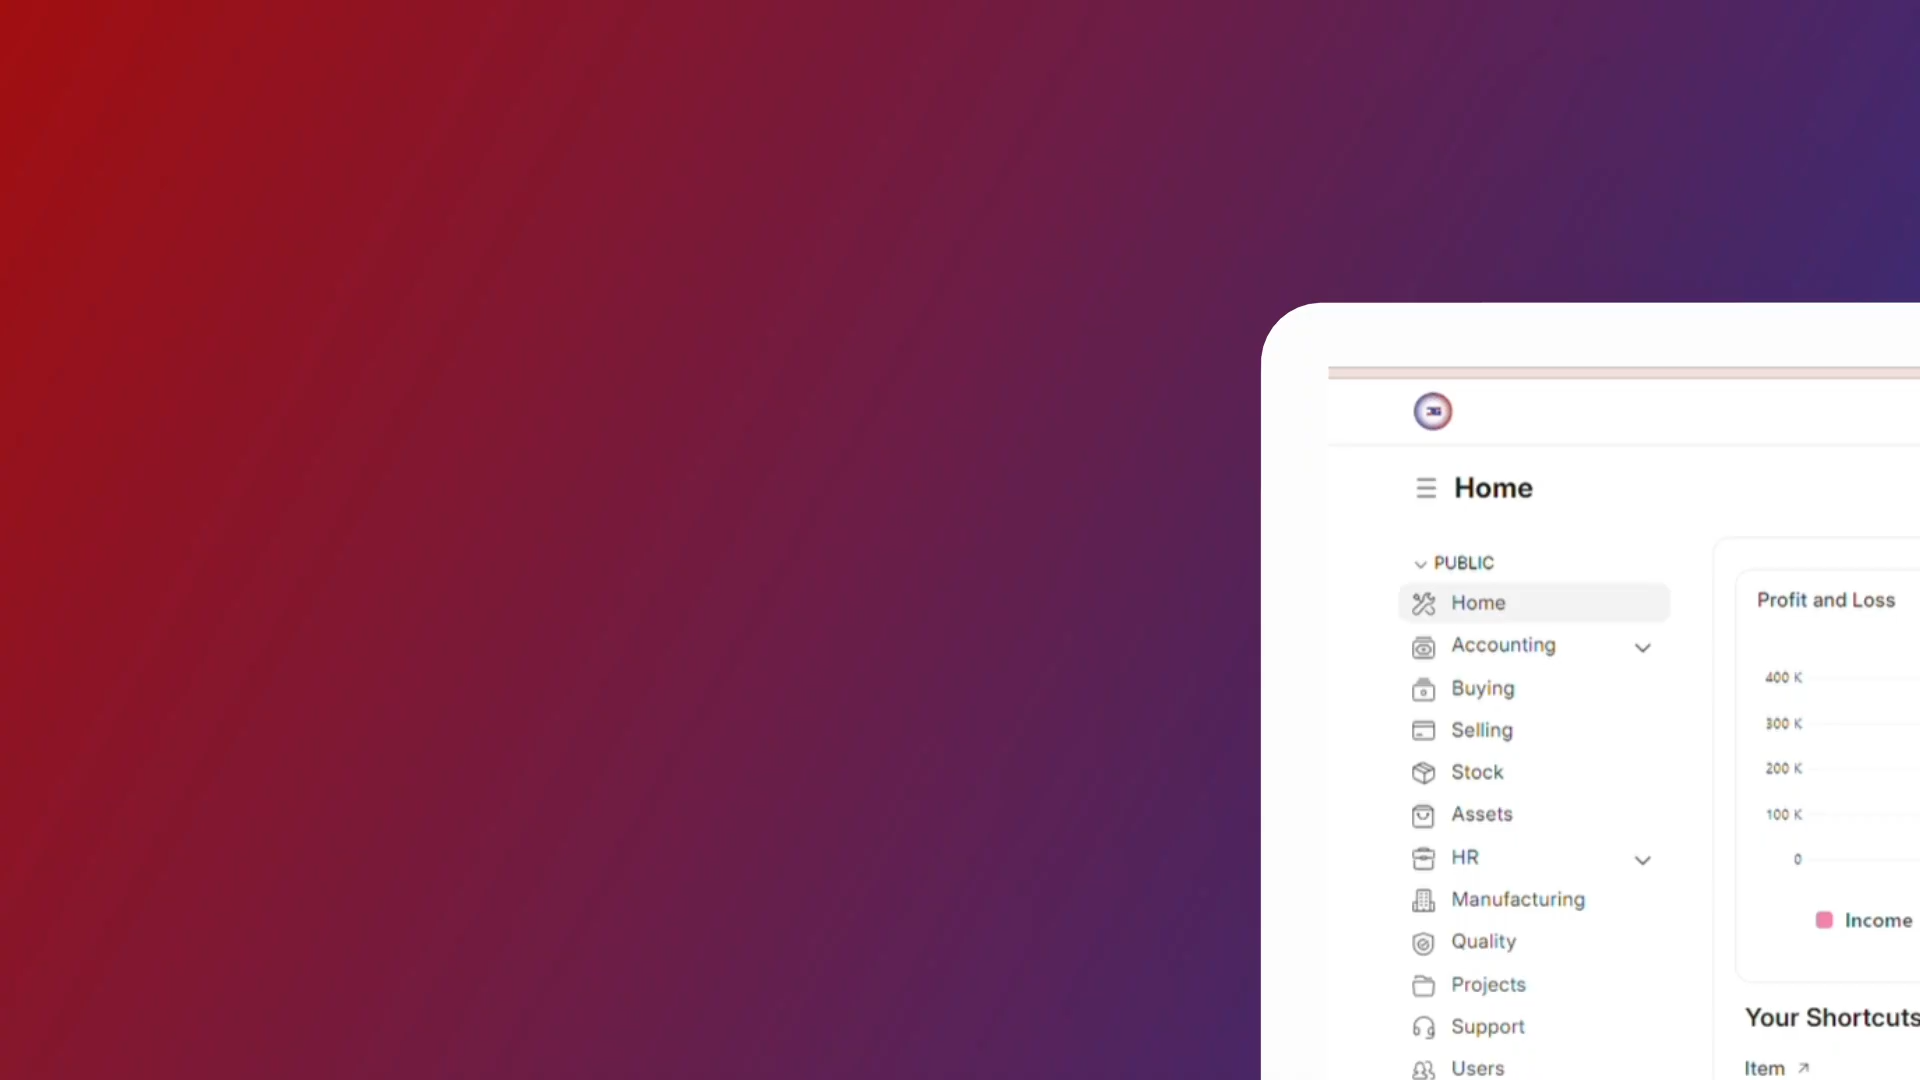 Home
PUBLIC
Home
Accounting
Buying
Selling
Stock
Assets
HR
Manufacturing
Quality
Projects
Support
Users
Profit and Loss
400 K
300 K
200 K
100 K
0
Income
Your Shortcuts
Item